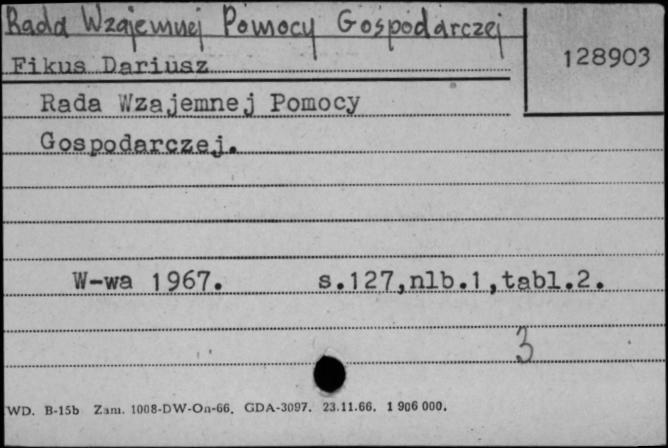 Rada Wzajemnej Pomocy Gospodarczej
128903
Fikus Dariusz
Rada Wzajemnej Pomocy
Gospodarczej.
W-wa 1967. s.127,nlb.1,tabl.2.
3
WD. B-15b Zam. 1008-DW-On-66. GDA-3097. 23.11.66. 1 906 000.